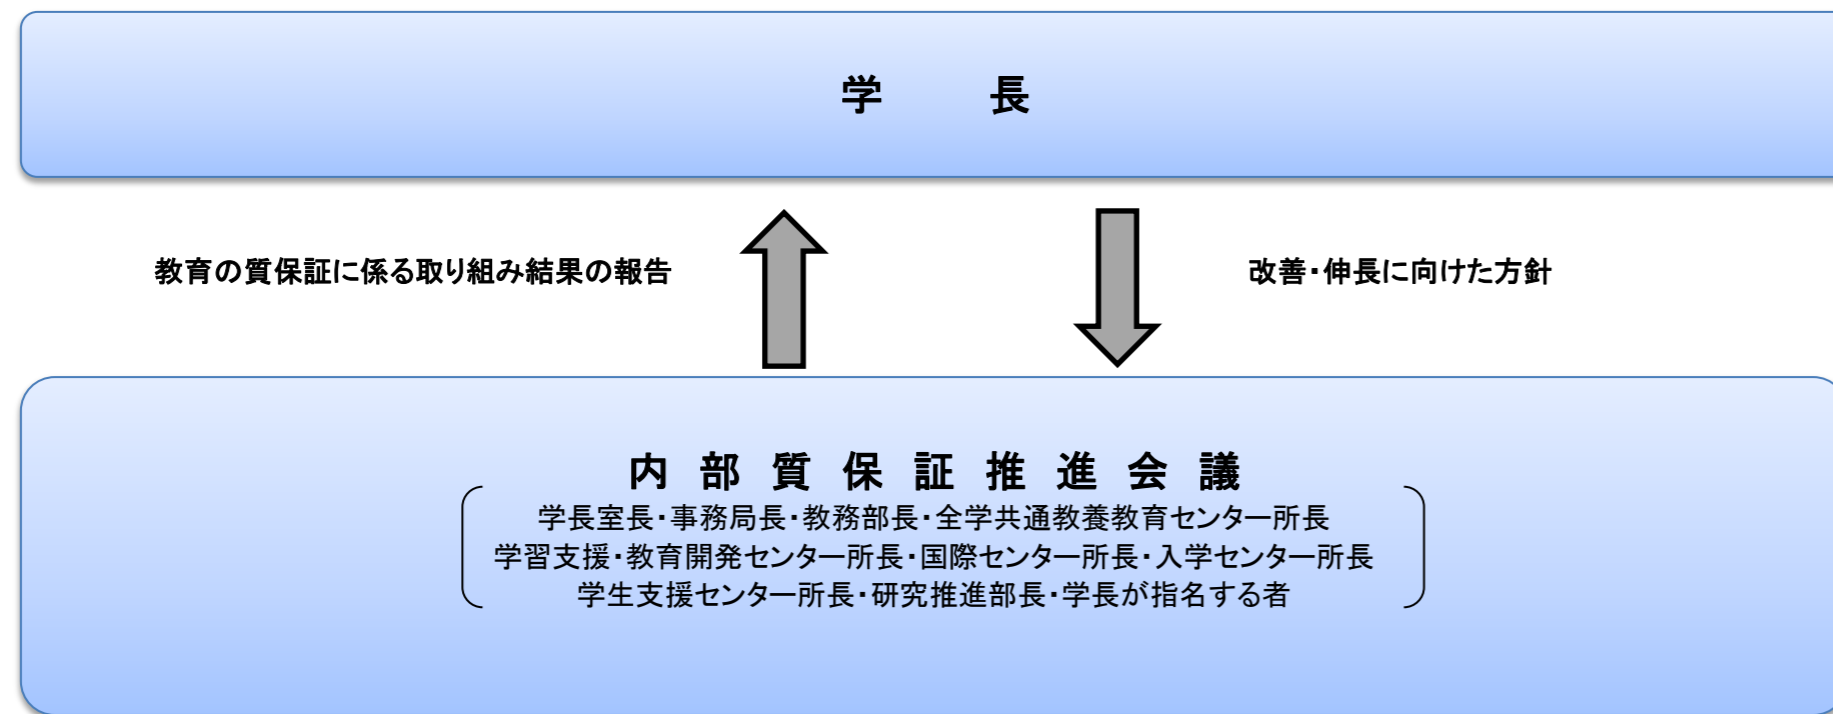 学長
教育の質保証に係る取り組み結果の報告
改善・伸長に向けた方針
内部質保証推進会議
学長室長・事務局長・教務部長・全学共通教養教育センター所長
学習支援・教育開発センター所長・国際センター所長・入学センター所長
学生支援センター所長・研究推進部長・学長が指名する者